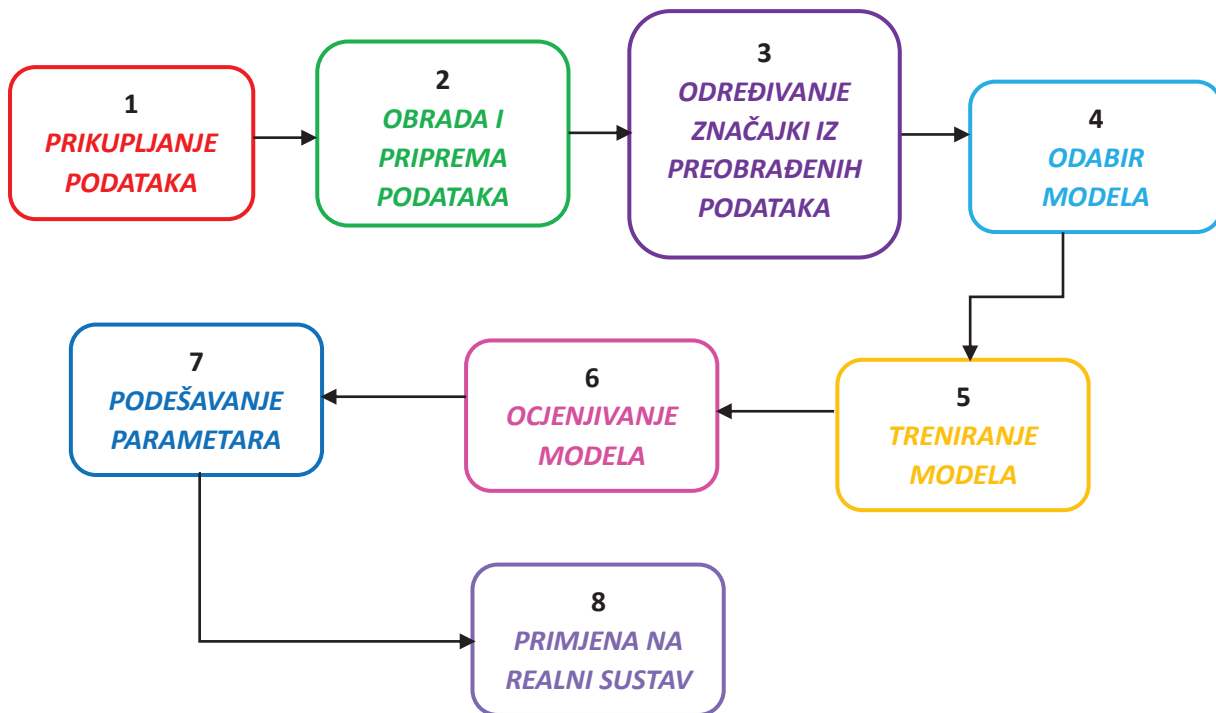 1
PRIKUPLJANJE
PODATAKA
2
OBRADA I
PRIPREMA
PODATAKA
3
ODREĐIVANJE
ZNAČAJKI IZ
PREOBRAĐENIH
PODATAKA
4
ODABIR
MODELA
5
TRENIRANJE
MODELA
6
OCJENJIVANJE
MODELA
7
PODEŠAVANJE
PARAMETARA
8
PRIMJENA NA
REALNI SUSTAV